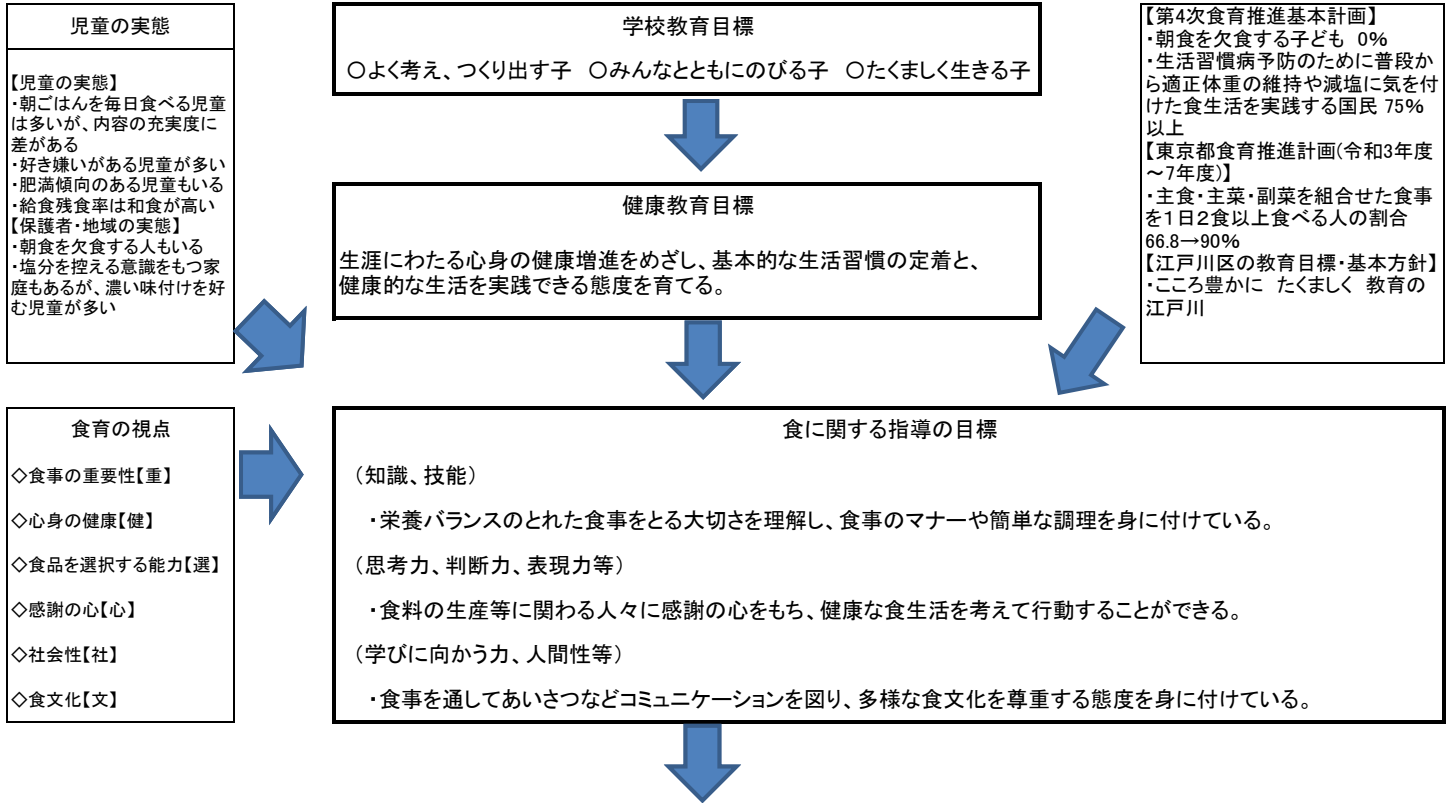 児童の実態
【児童の実態】
・朝ごはんを毎日食べる児童
は多いが、内容の充実度に
差がある
・好き嫌いがある児童が多い
・肥満傾向のある児童もいる
・給食残食率は和食が高い
【保護者・地域の実態】
・朝食を欠食する人もいる
・塩分を控える意識をもつ家
庭もあるが、濃い味付けを好
む児童が多い
学校教育目標
○よく考え、つくり出す子 ○みんなとともにのびる子 ○たくましく生きる子
健康教育目標
生涯にわたる心身の健康増進をめざし、基本的な生活習慣の定着と、
健康的な生活を実践できる態度を育てる。
【第4次食育推進基本計画】
・朝食を欠食する子ども 0%
・生活習慣病予防のために普段か
ら適正体重の維持や減塩に気を付
けた食生活を実践する国民 75%
以上
【東京都食育推進計画(令和3年度
～7年度)】
・主食・主菜・副菜を組合せた食事
を1日2食以上食べる人の割合
66.8→90%
【江戸川区の教育目標・基本方針】
・こころ豊かに たくましく 教育の
江戸川
食育の視点
◇食事の重要性【重】
◇心身の健康【健】
◇食品を選択する能力【選】
◇感謝の心【心】
◇社会性【社】
◇食文化【文】
食に関する指導の目標
（知識、技能）
・栄養バランスのとれた食事をとる大切さを理解し、食事のマナーや簡単な調理を身に付けている。
（思考力、判断力、表現力等）
・食料の生産等に関わる人々に感謝の心をもち、健康な食生活を考えて行動することができる。
（学びに向かう力、人間性等）
・食事を通してあいさつなどコミュニケーションを図り、多様な食文化を尊重する態度を身に付けている。